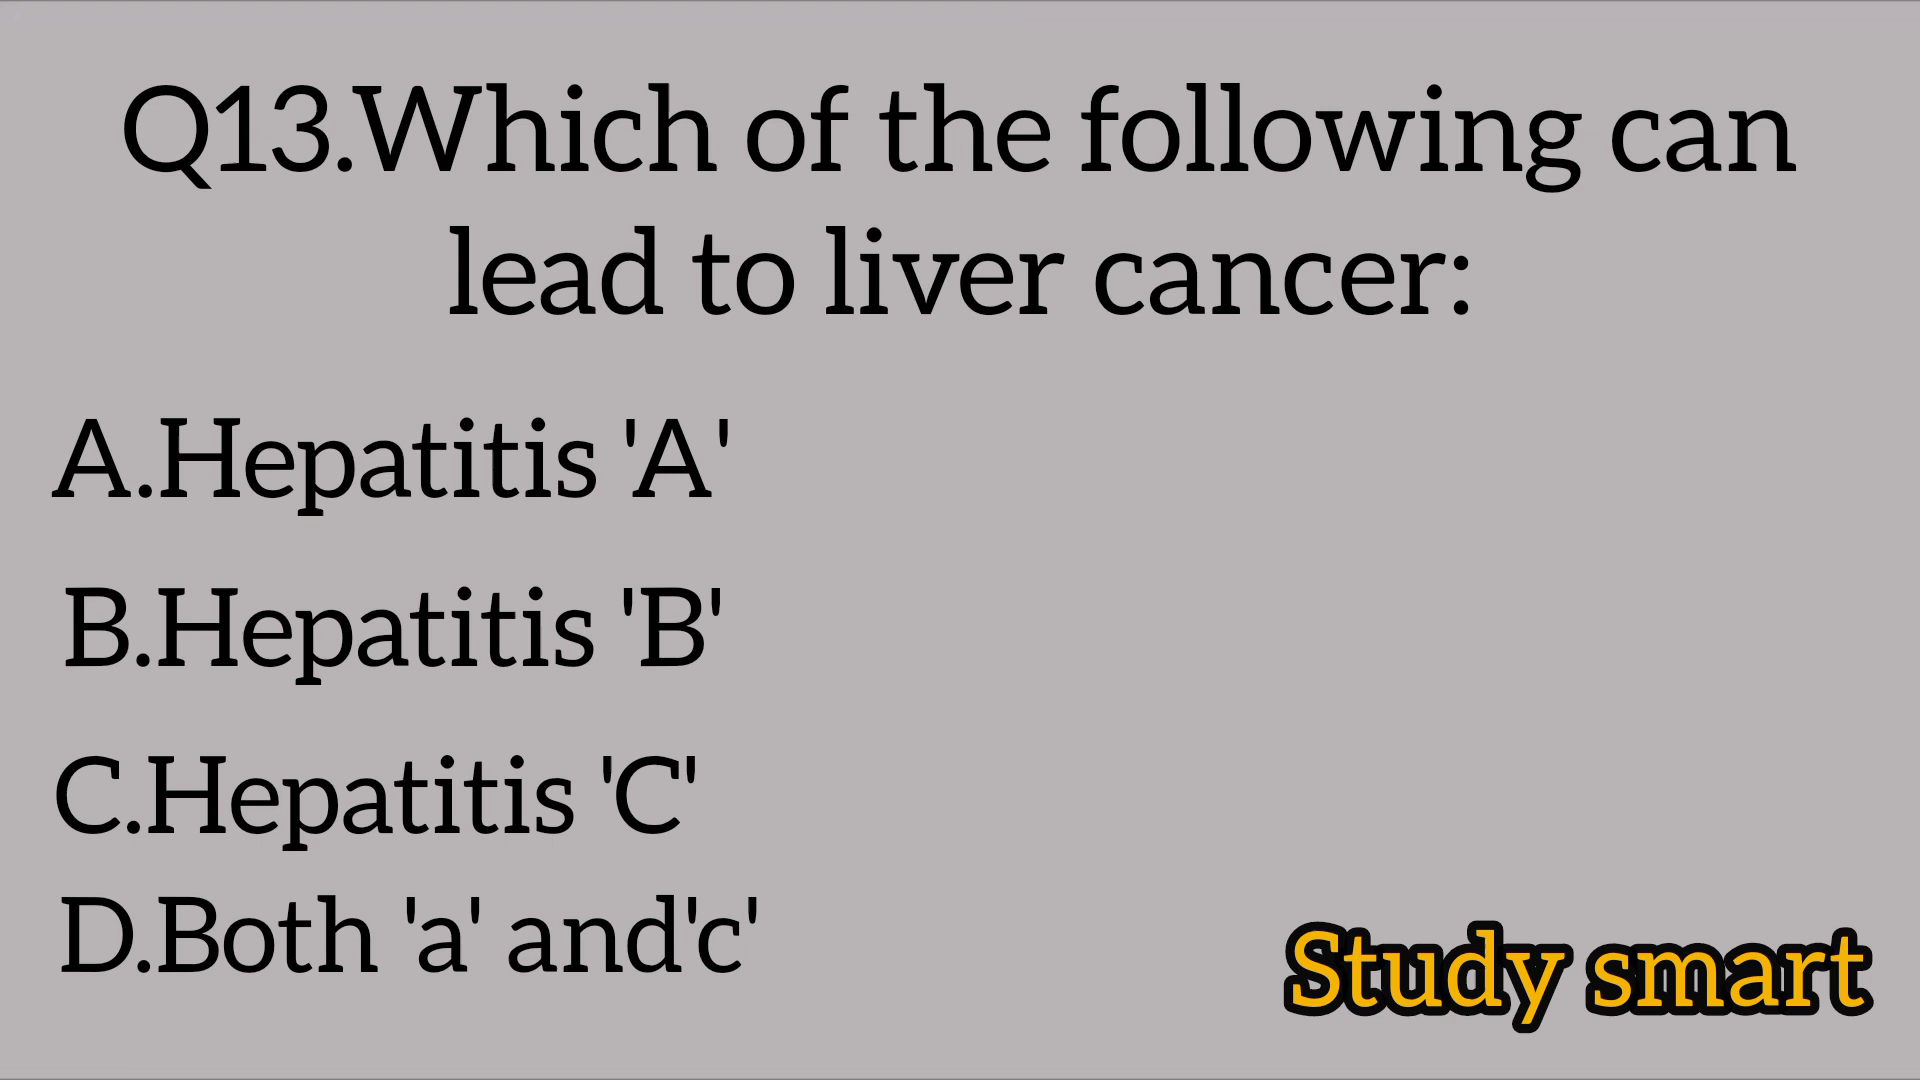 Q13.Which of the following can
lead to liver cancer:
A.Hepatitis 'A'
B.Hepatitis 'B'
C.Hepatitis 'C'
D.Both 'a' and'c'
Study smart